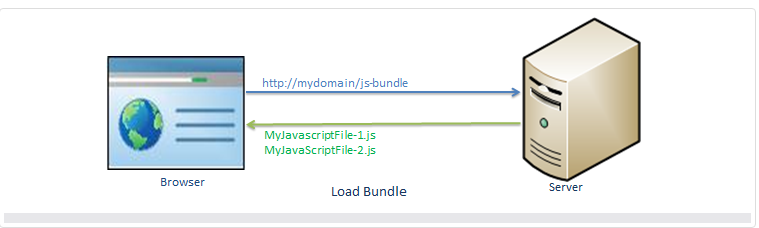 http://mydomain/js-bundle
MyJavascriptFile-1.js
MyJavaScriptFile-2.js
Browser
Server
Load Bundle